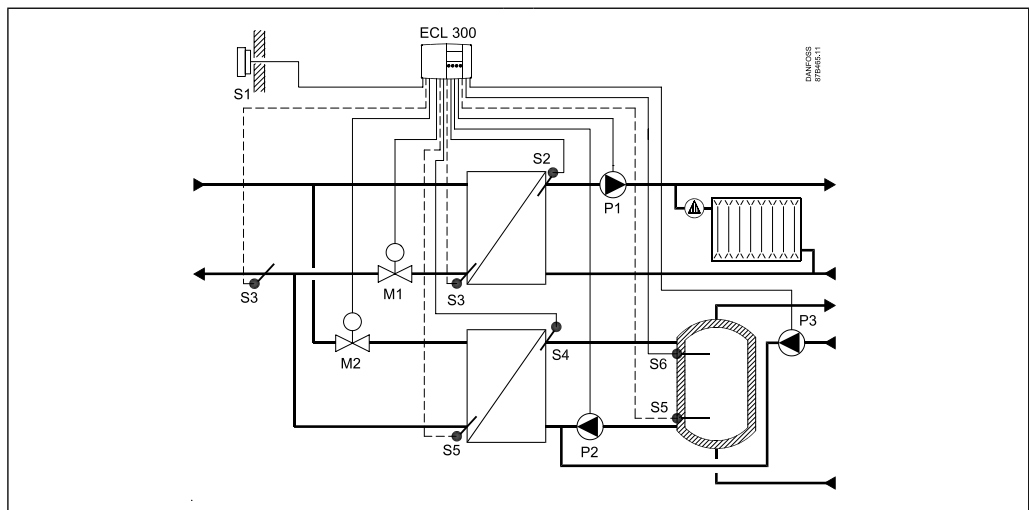 ECL 300
DANFOSS
87B465.11
S1
S2
P1
S3
M1
S3
P3
M2
S4
S6
S5
S5
P2